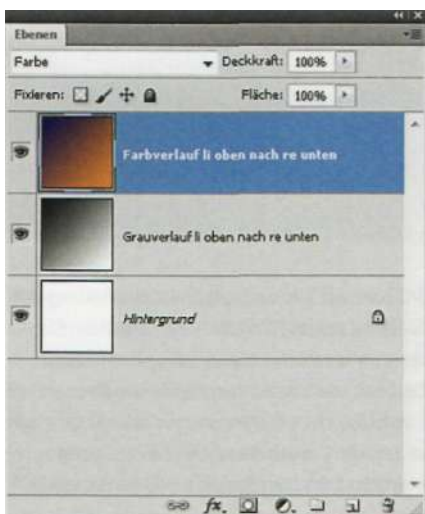 Ebenen
Farbe Deckkraft: 100%
Fixieren: Fläche: 100%
Farbverlauf li oben nach re unten
Grauverlauf li oben nach re unten
Hintergrund
fx.